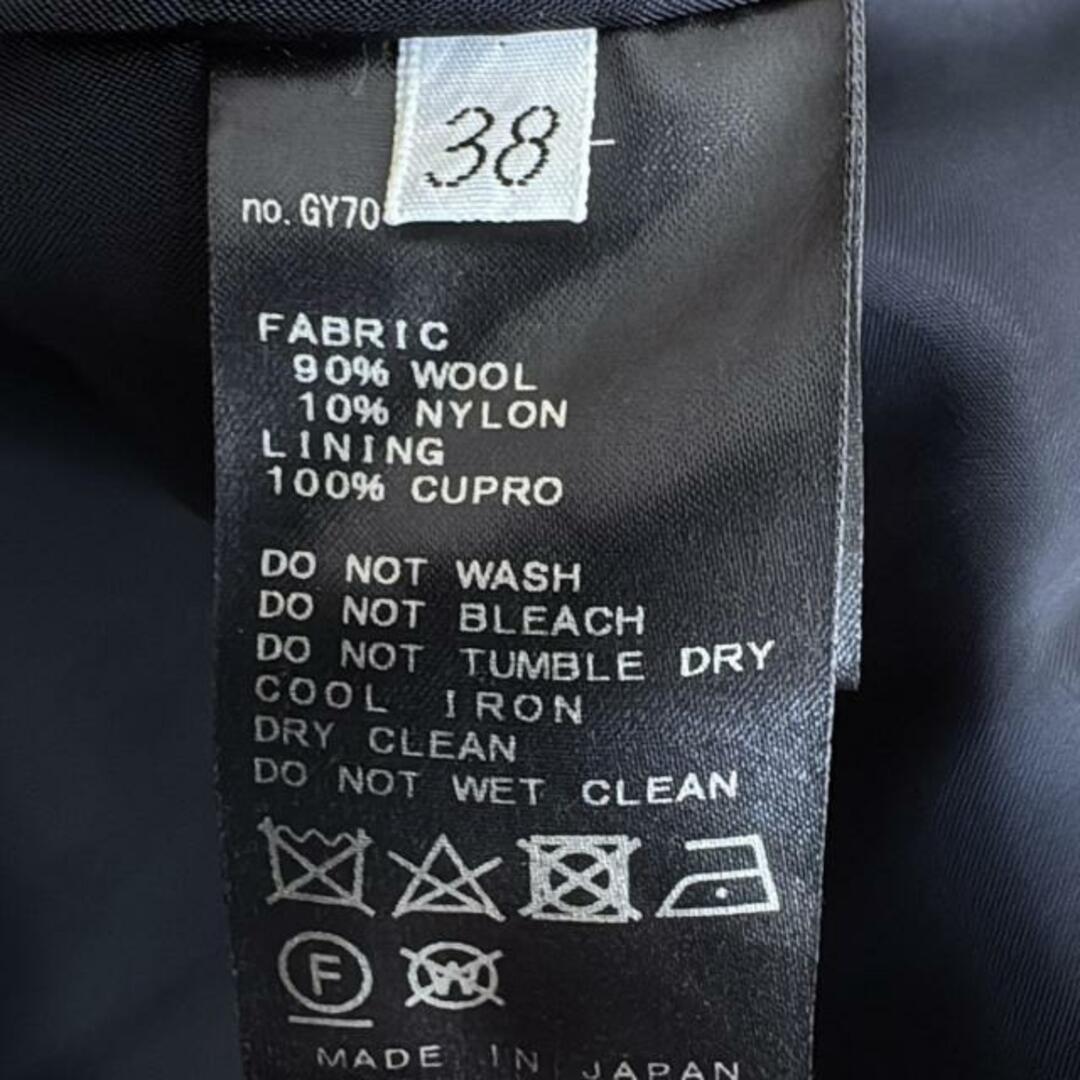 38
no. GY70
FABRIC
90% WOOL
10% NYLON
LINING
100% CUPRO
DO NOT WASH
DO NOT BLEACH
DO NOT TUMBLE DRY
COOL IRON
DRY CLEAN
DO NOT WET CLEAN
F W
MADE IN JAPAN